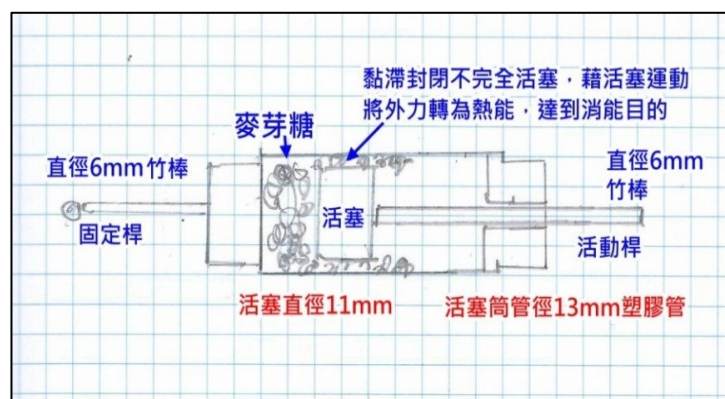 黏滯封閉不完全活塞，藉活塞運動
將外力轉為熱能，達到消能目的
麥芽糖
直徑6mm竹棒
直徑6mm
竹棒
活塞
固定桿
活動桿
活塞直徑11mm
活塞筒管徑13mm塑膠管